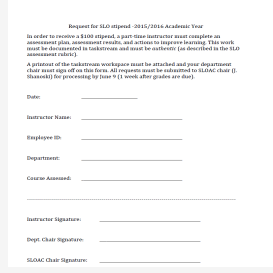 Request for SLO stipend -2015/2016 Academic Year
In order to receive a $100 stipend, a part-time instructor must complete an
assessment plan, assessment results, and actions to improve learning. This work
must be documented in taskstream and must be authentic (as described in the SLO
assessment rubric).
A printout of the taskstream workspace must be attached and your department
chair must sign off on this form. All requests must be submitted to SLOAC chair (J.
for processing by June 9 (1 week after grades are due).
Date:
Instructor Name:
Employee ID:
Department:
Course Assessed:
Instructor Signature:
Dept. Chair Signature:
SLOAC Chair Signature: